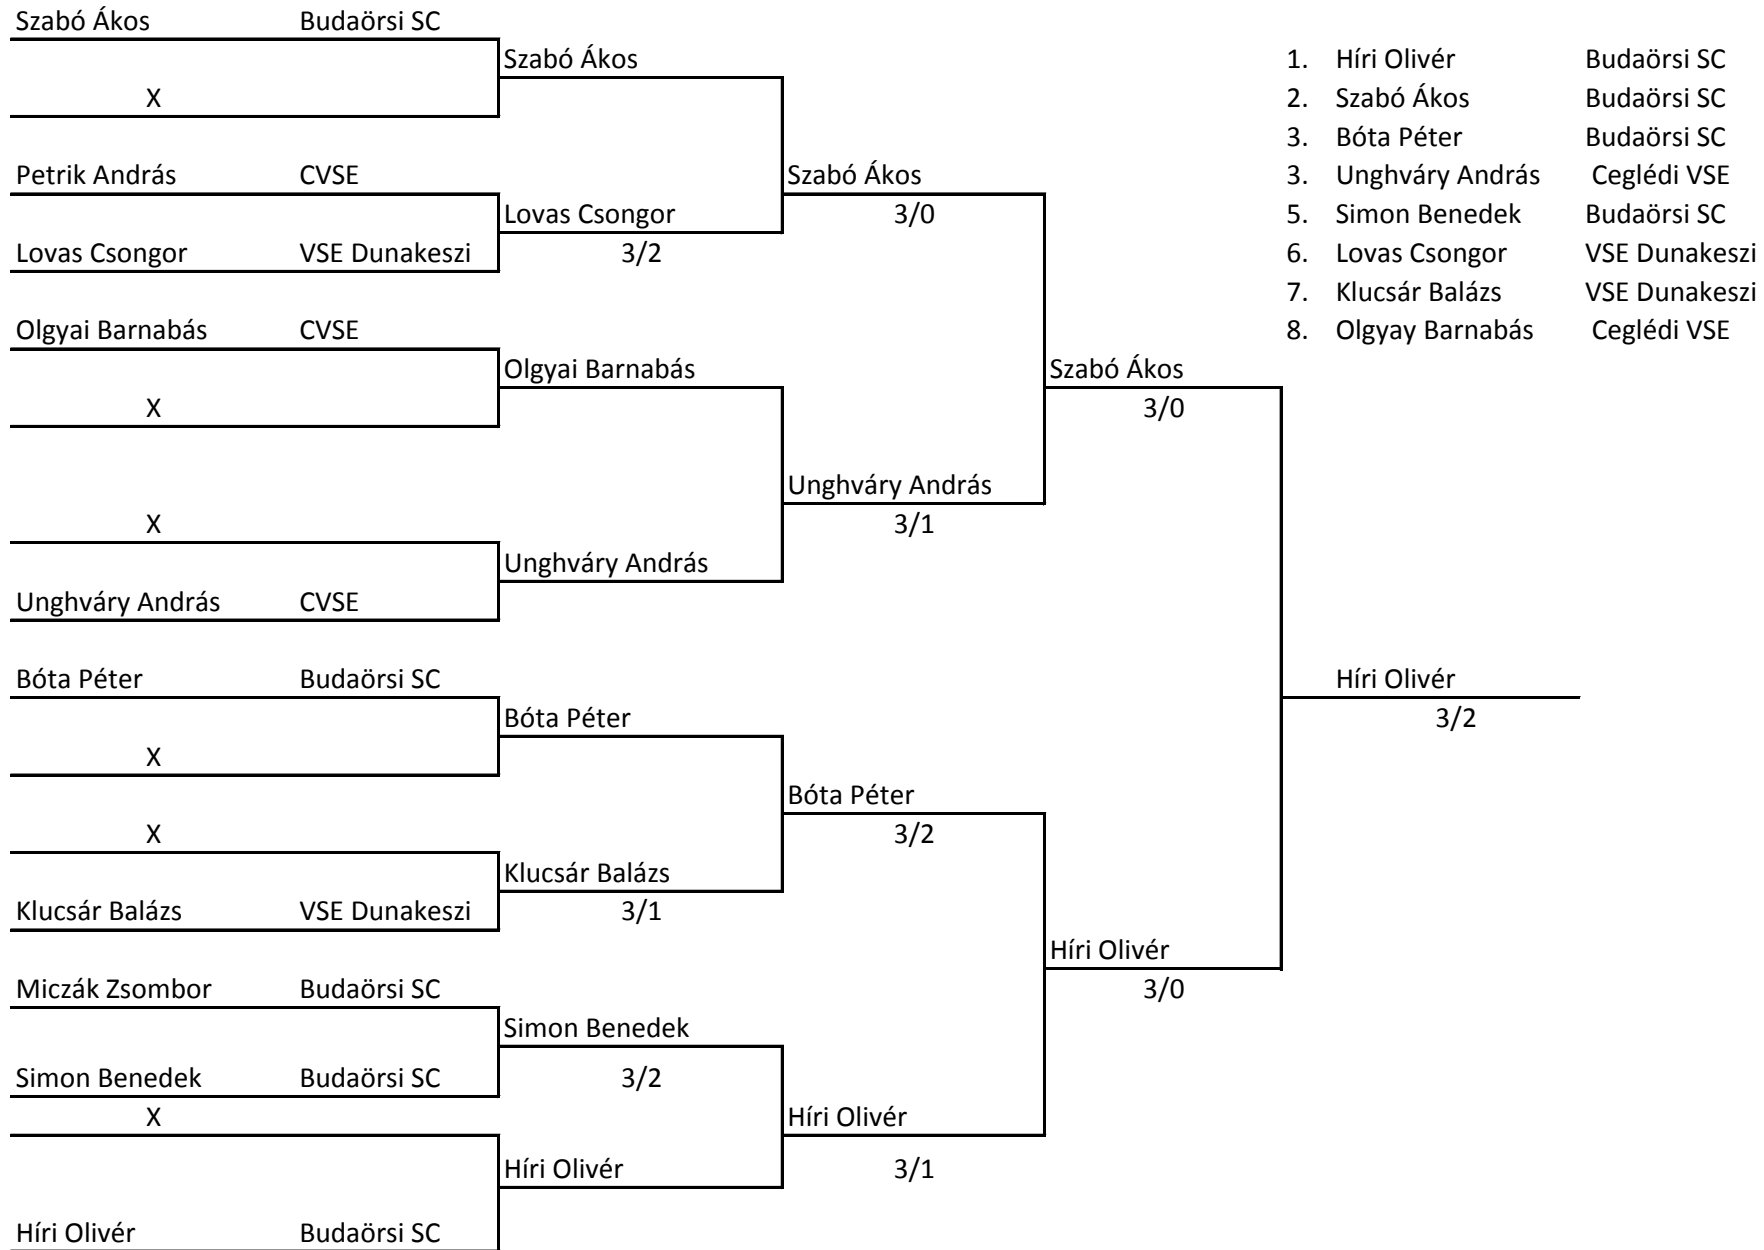 Szabó Ákos Budaörsi SC
Szabó Ákos 1. Híri Olivér Budaörsi SC
X 2. Szabó Ákos Budaörsi SC
3. Bóta Péter Budaörsi SC
Petrik András CVSE Szabó Ákos 3. Unghváry András Ceglédi VSE
Lovas Csongor 3/0 5. Simon Benedek Budaörsi SC
Lovas Csongor VSE Dunakeszi 3/2 6. Lovas Csongor VSE Dunakeszi
7. Klucsár Balázs VSE Dunakeszi
Olgyai Barnabás CVSE 8. Olgyay Barnabás Ceglédi VSE
Olgyai Barnabás Szabó Ákos
X 3/0
Unghváry András
X 3/1
Unghváry András
Unghváry András CVSE
Bóta Péter Budaörsi SC Híri Olivér
Bóta Péter 3/2
X
Bóta Péter
X 3/2
Klucsár Balázs
Klucsár Balázs VSE Dunakeszi 3/1
Híri Olivér
Miczák Zsombor Budaörsi SC 3/0
Simon Benedek
Simon Benedek Budaörsi SC 3/2
X Híri Olivér
Híri Olivér 3/1
Híri Olivér Budaörsi SC